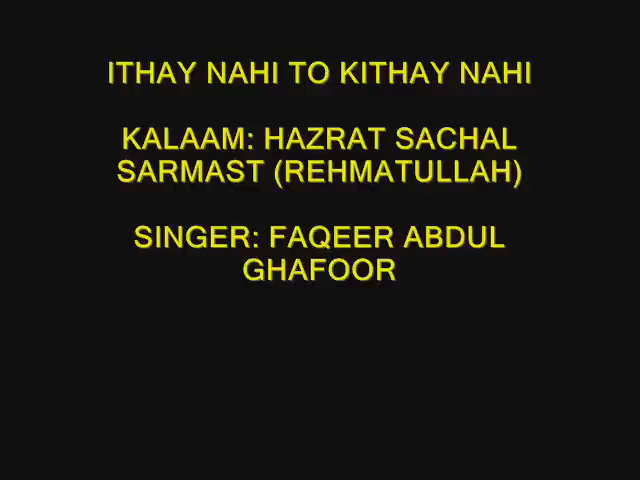 ITHAY NAHI TO KITHAY NAHI
KALAAM: HAZRAT SACHAL
SARMAST (REHMATULLAH)
SINGER: FAQEER ABDUL
GHAFOOR